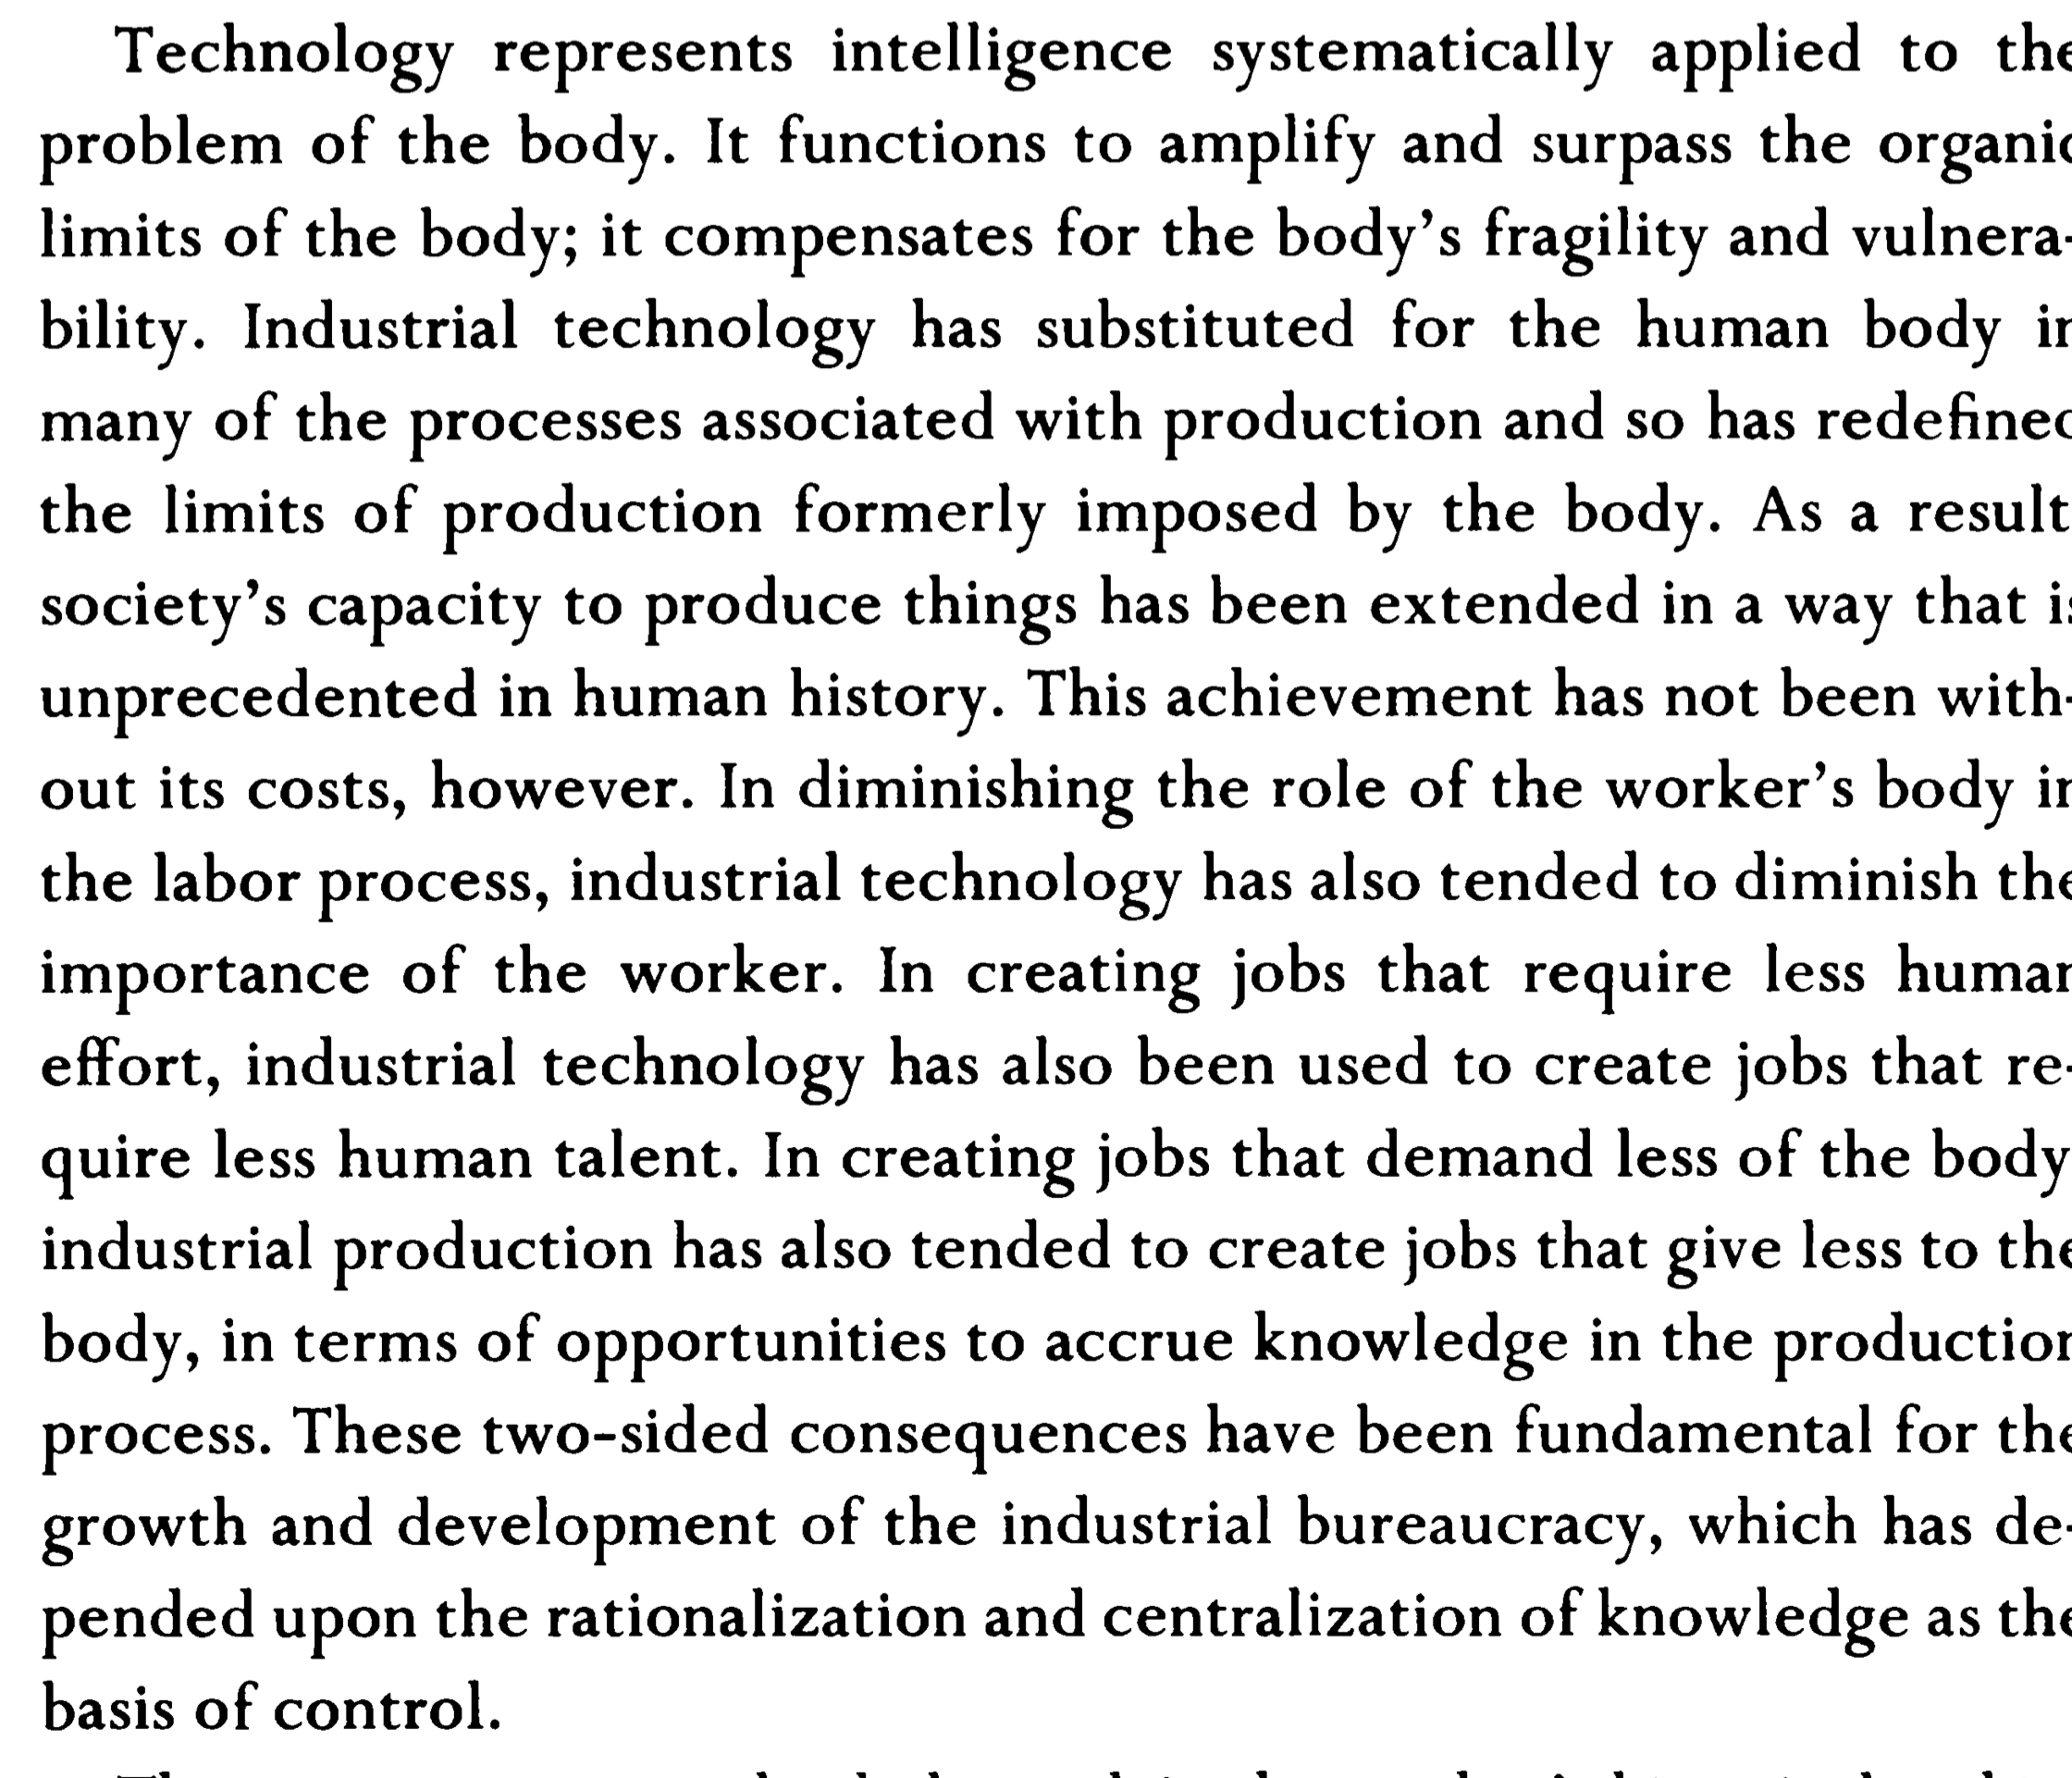 Technology represents intelligence systematically applied to the
problem of the body. It functions to amplify and surpass the organic
limits of the body; it compensates for the body's fragility and vulnera-
bility. Industrial technology has substituted for the human body in
many of the processes associated with production and so has redefined
the limits of production formerly imposed by the body. As a result
society's capacity to produce things has been extended in a way that is
unprecedented in human history. This achievement has not been with-
out its costs, however. In diminishing the role of the worker's body in
the labor process, industrial technology has also tended to diminish the
importance of the worker. In creating jobs that require less human
effort, industrial technology has also been used to create jobs that re-
quire less human talent. In creating jobs that demand less of the body
industrial production has also tended to create jobs that give less to the
body, in terms of opportunities to accrue knowledge in the production
process. These two-sided consequences have been fundamental for the
growth and development of the industrial bureaucracy, which has de-
pended upon the rationalization and centralization of knowledge as the
basis of control.